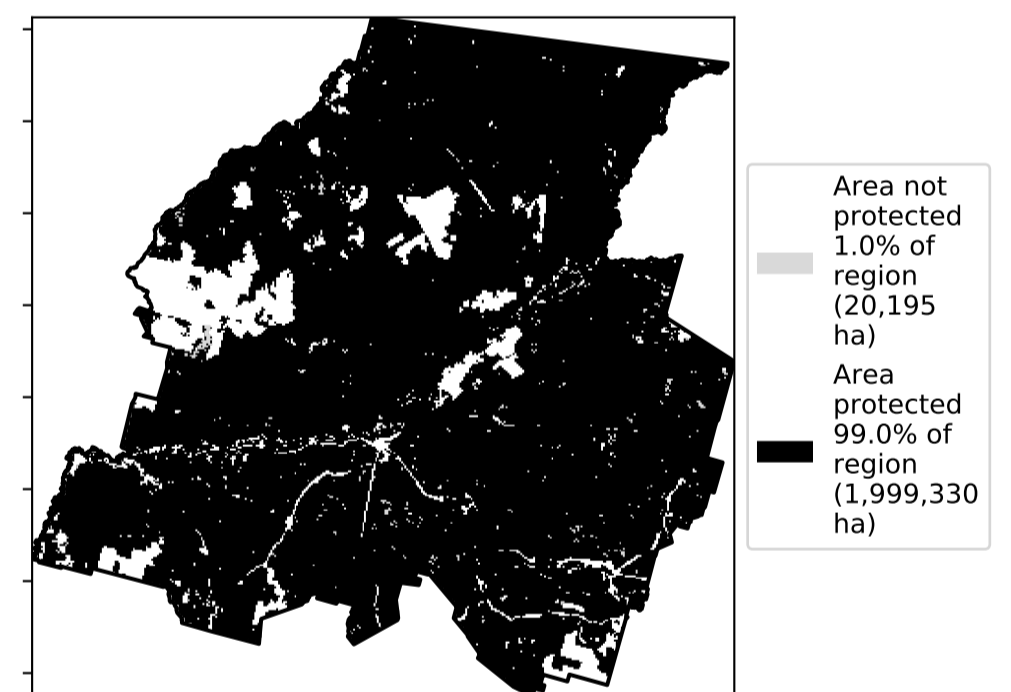 Area not
protected
1.0% of
region
(20,195
ha)
Area
protected
99.0% of
region
(1,999,330
ha)